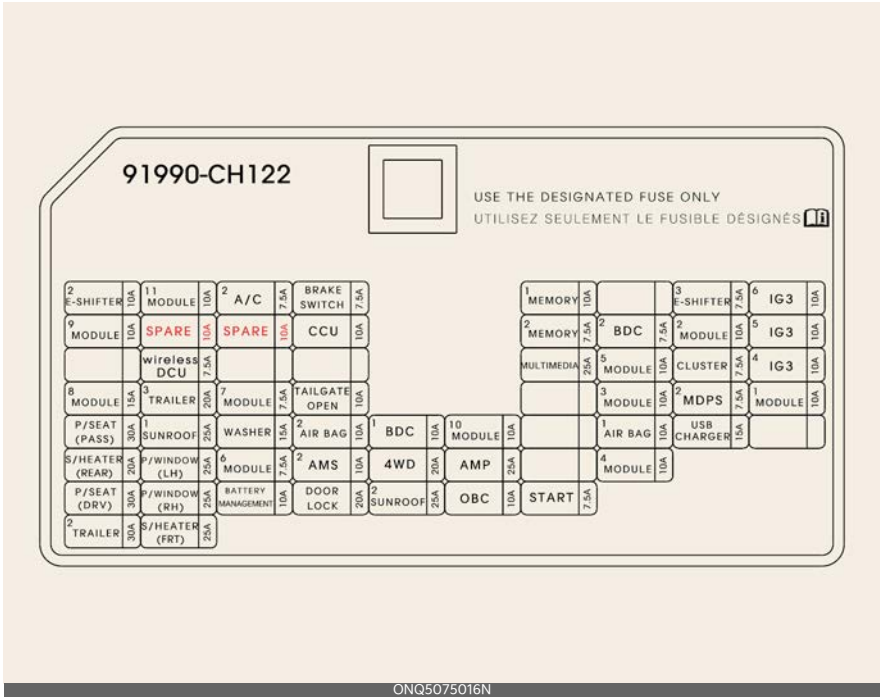 91990-CH122
USE THE DESIGNATED FUSE ONLY
UTILISEZ SEULEMENT LE FUSIBLE DÉSIGNÉS
2 E-SHIFTER 10A
11 MODULE 10A
2 A/C 7.5A
BRAKE SWITCH 7.5A
1 MEMORY 10A
3 E-SHIFTER 7.5A
6 IG3 10A
9 MODULE 10A
SPARE 10A
SPARE 10A
CCU 10A
2 MEMORY 7.5A
2 BDC 7.5A
2 MODULE 10A
5 IG3 10A
wireless DCU 7.5A
MULTIMEDIA 25A
5 MODULE 10A
CLUSTER 7.5A
4 IG3 10A
8 MODULE 15A
3 TRAILER 20A
7 MODULE 7.5A
TAILGATE OPEN 10A
3 MODULE 10A
2 MDPS 7.5A
1 MODULE 10A
P/SEAT (PASS) 30A
1 SUNROOF 25A
WASHER 15A
2 AIR BAG 10A
1 BDC 10A
10 MODULE 10A
1 AIR BAG 10A
USB CHARGER 15A
S/HEATER (REAR) 20A
P/WINDOW (LH) 25A
6 MODULE 7.5A
2 AMS 10A
4WD 20A
AMP 25A
4 MODULE 10A
P/SEAT (DRV) 30A
P/WINDOW (RH) 25A
BATTERY MANAGEMENT 10A
DOOR LOCK 20A
2 SUNROOF 25A
OBC 10A
START 7.5A
2 TRAILER 30A
S/HEATER (FRT) 25A
ONQ5075016N